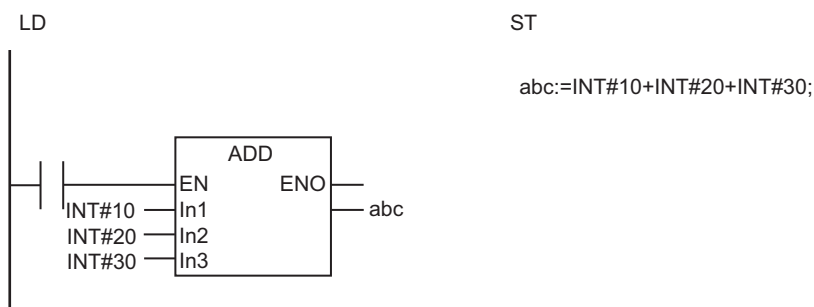 LD
ST
abc:=INT#10+INT#20+INT#30;
ADD
EN ENO
INT#10 In1 abc
INT#20 In2
INT#30 In3